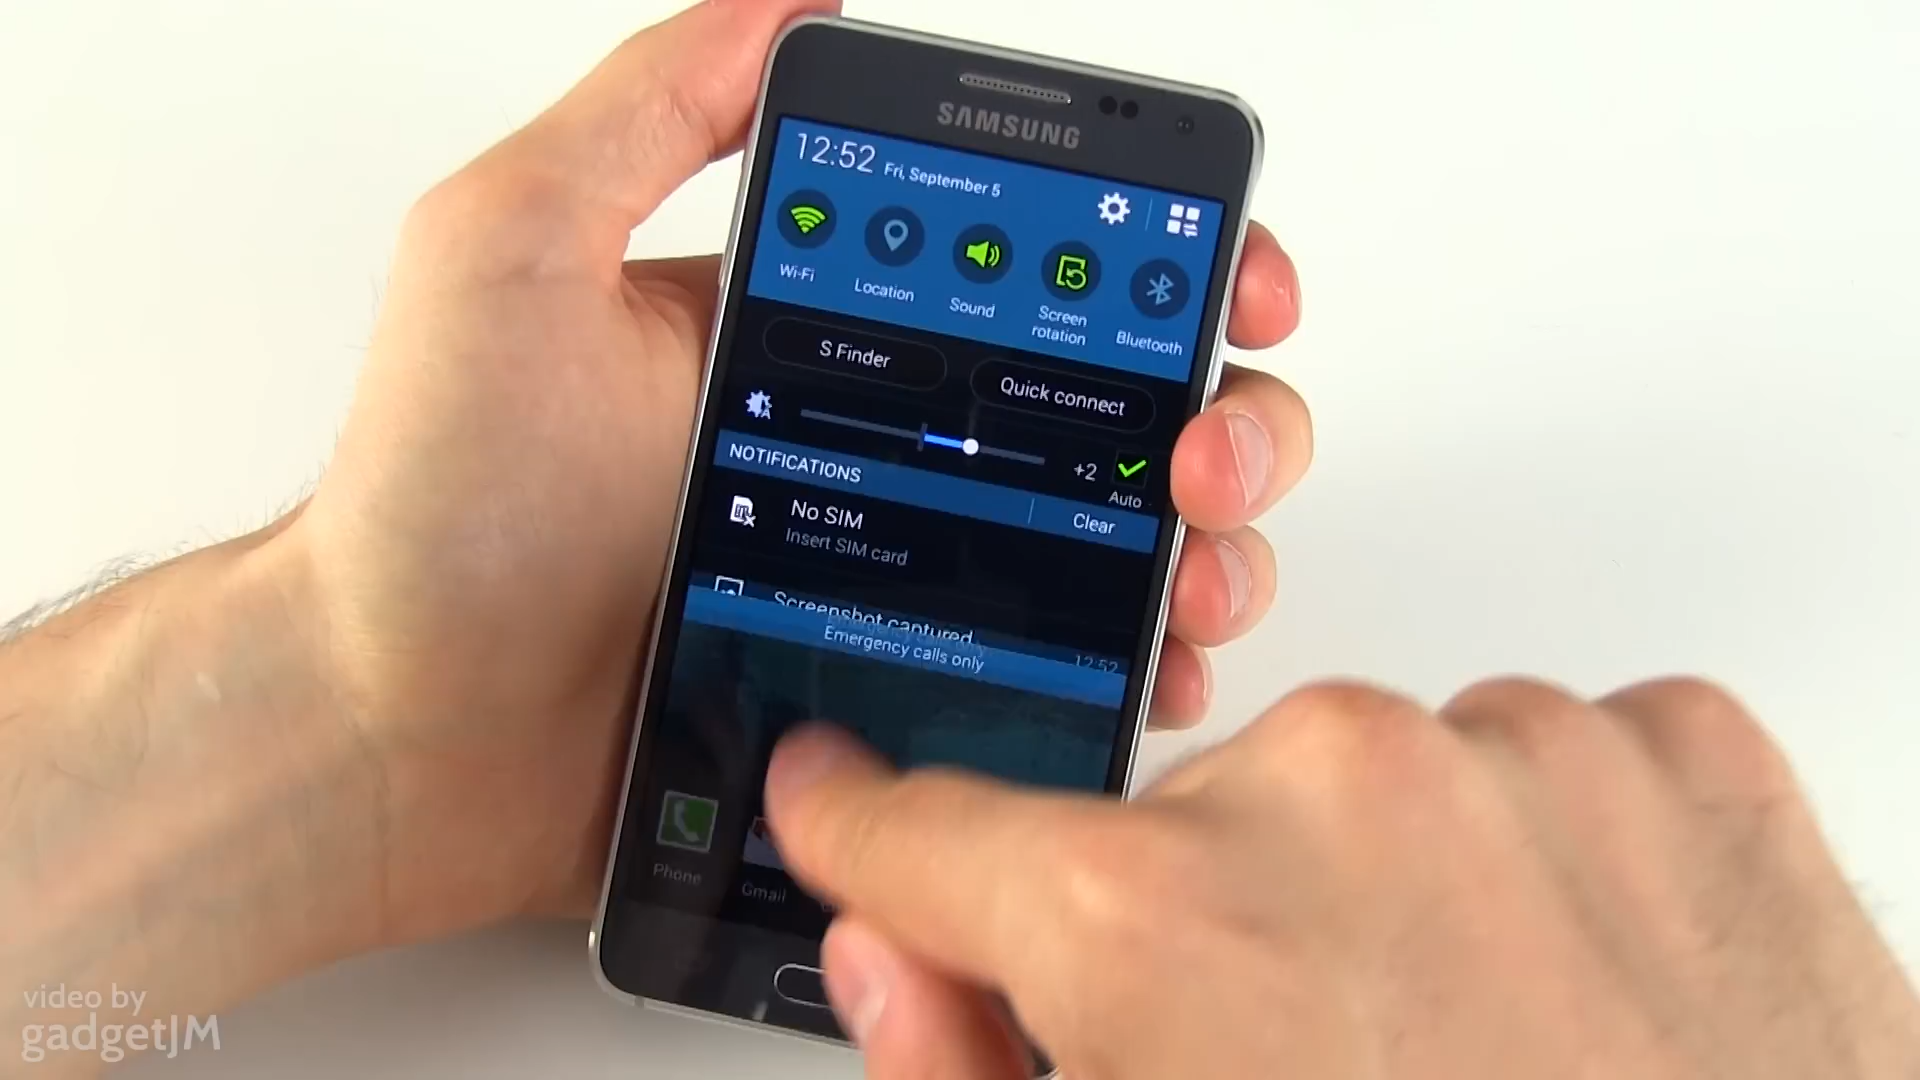 SAMSUNG
12:52 Fri, September 5
Wi-Fi
Location
Sound
Screen
rotation
Bluetooth
S Finder
Quick connect
+2
Auto
NOTIFICATIONS
Clear
No SIM
Insert SIM card
Screenshot captured.
12:52
Emergency calls only
Phone
Gmail
video by
gadgetJM